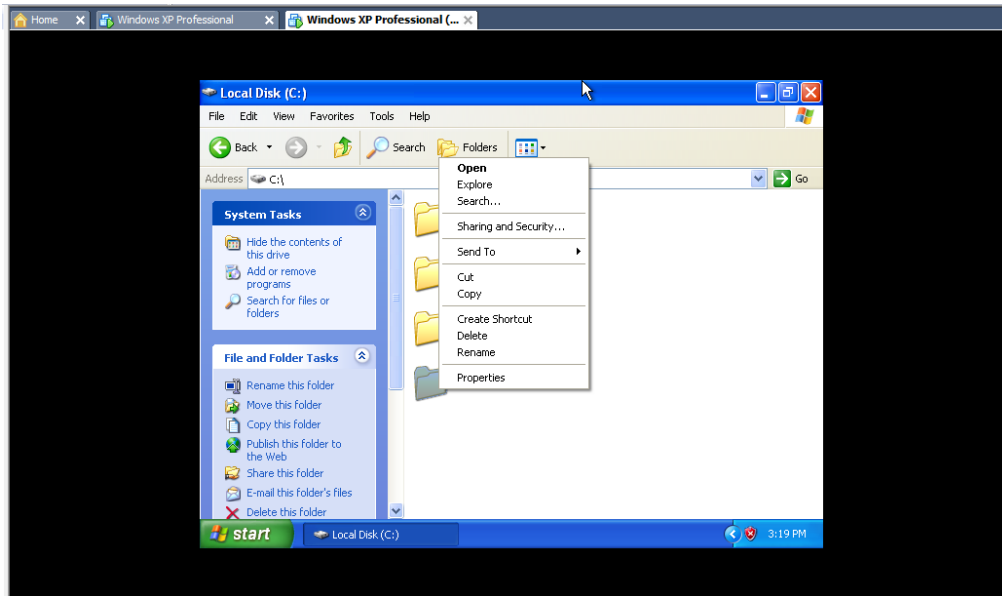 Home
Windows XP Professional
Windows XP Professional (...
Local Disk (C:)
File Edit View Favorites Tools Help
Back
Search
Folders
Address
C:\
Go
System Tasks
Hide the contents of
this drive
Add or remove
programs
Search for files or
folders
File and Folder Tasks
Rename this folder
Move this folder
Copy this folder
Publish this folder to
the Web
Share this folder
E-mail this folder's files
Delete this folder
Open
Explore
Search...
Sharing and Security...
Send To
Cut
Copy
Create Shortcut
Delete
Rename
Properties
start
Local Disk (C:)
3:19 PM